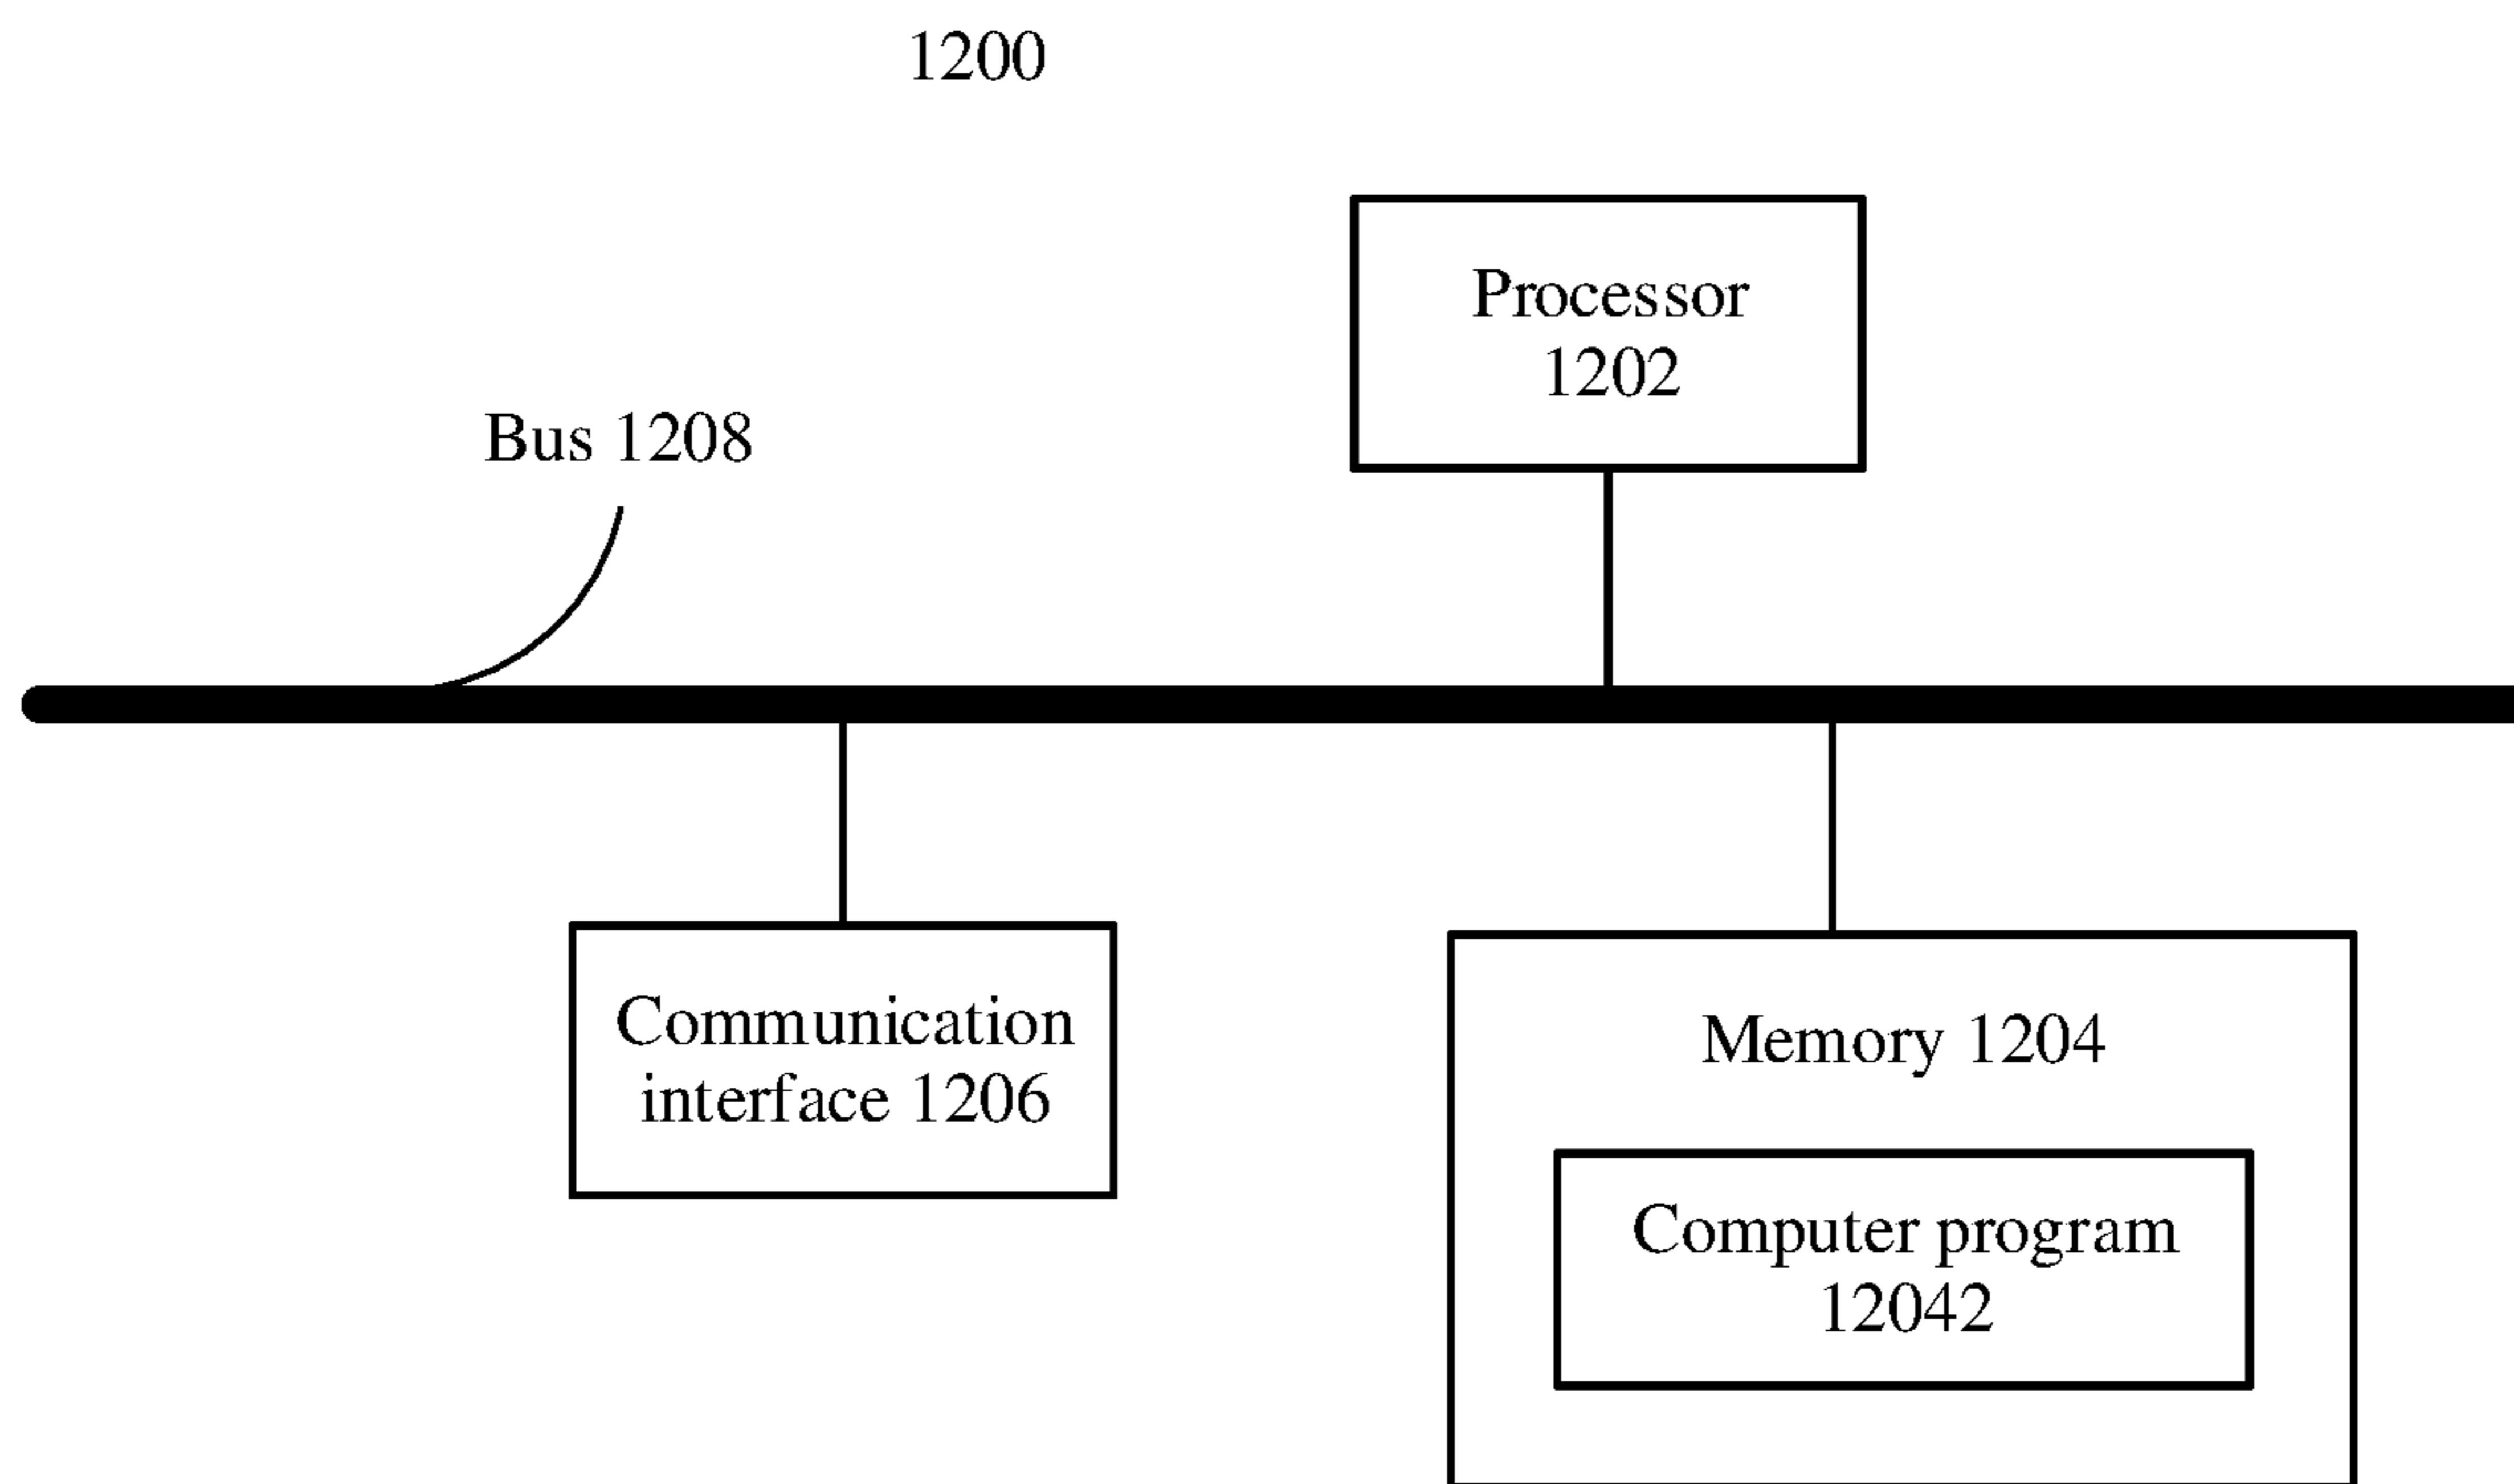 1200
Processor
1202
Bus 1208
Communication
interface 1206
Memory 1204
Computer program
12042